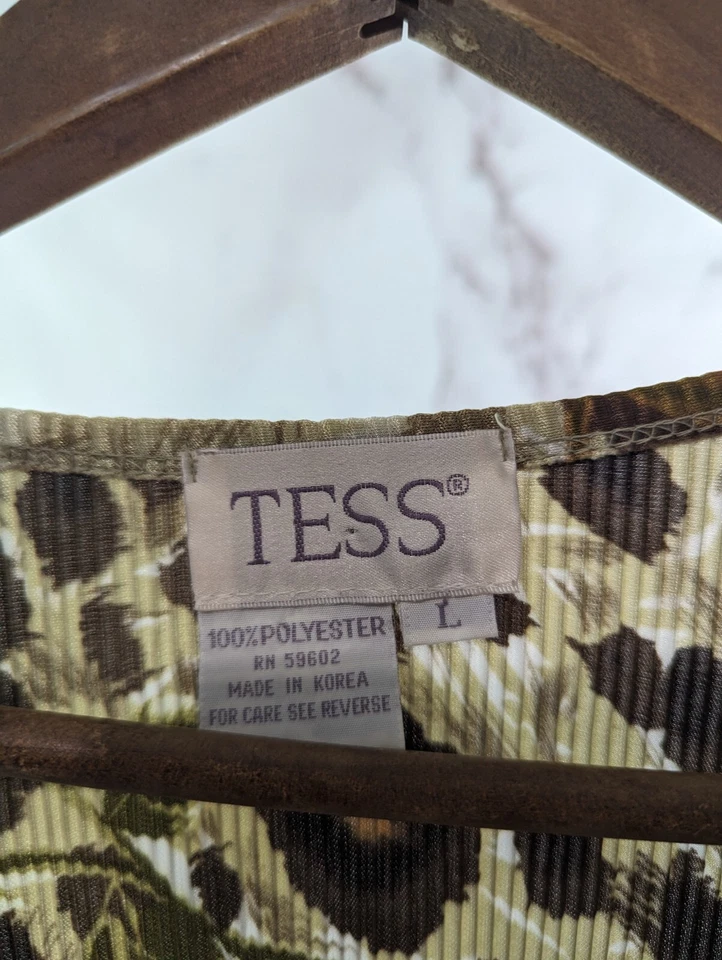 TESS®
L
100% POLYESTER
RN 59602
MADE IN KOREA
FOR CARE SEE REVERSE